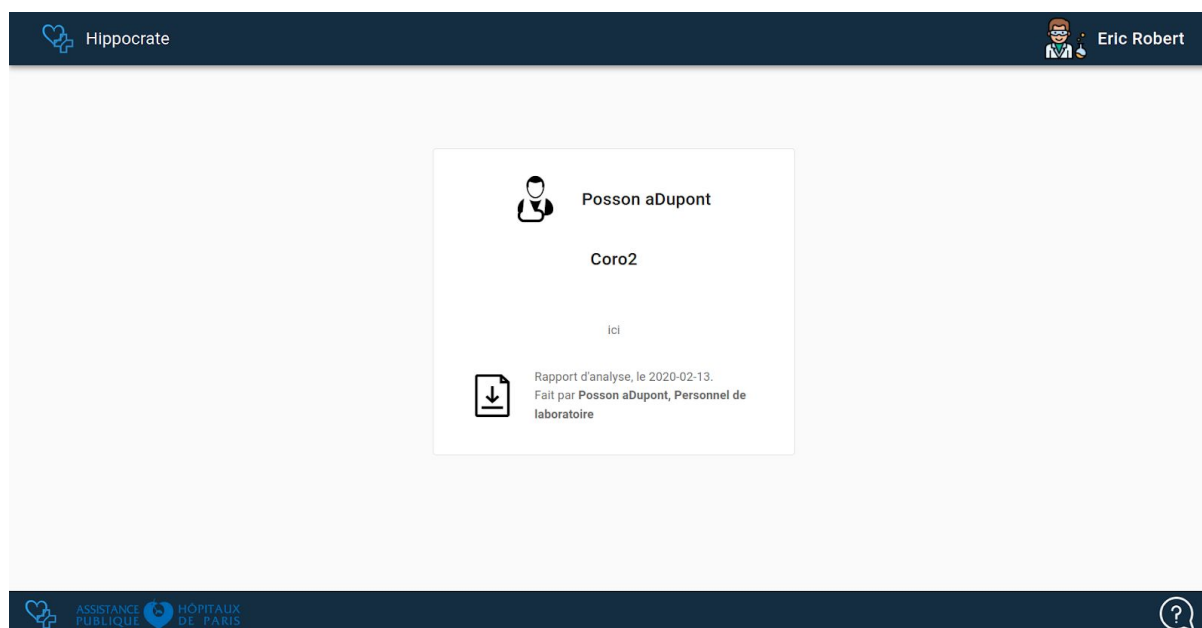 Hippocrate
Eric Robert
Posson aDupont
Coro2
ici
Rapport d'analyse, le 2020-02-13.
Fait par Posson aDupont, Personnel de
laboratoire
ASSISTANCE HÔPITAUX
PUBLIQUE DE PARIS
?